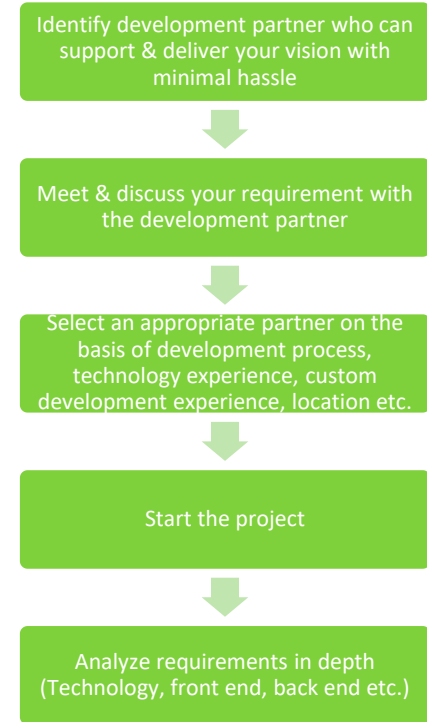 Identify development partner who can
support & deliver your vision with
minimal hassle
Meet & discuss your requirement with
the development partner
Select an appropriate partner on the
basis of development process,
technology experience, custom
development experience, location etc.
Start the project
Analyze requirements in depth
(Technology, front end, back end etc.)